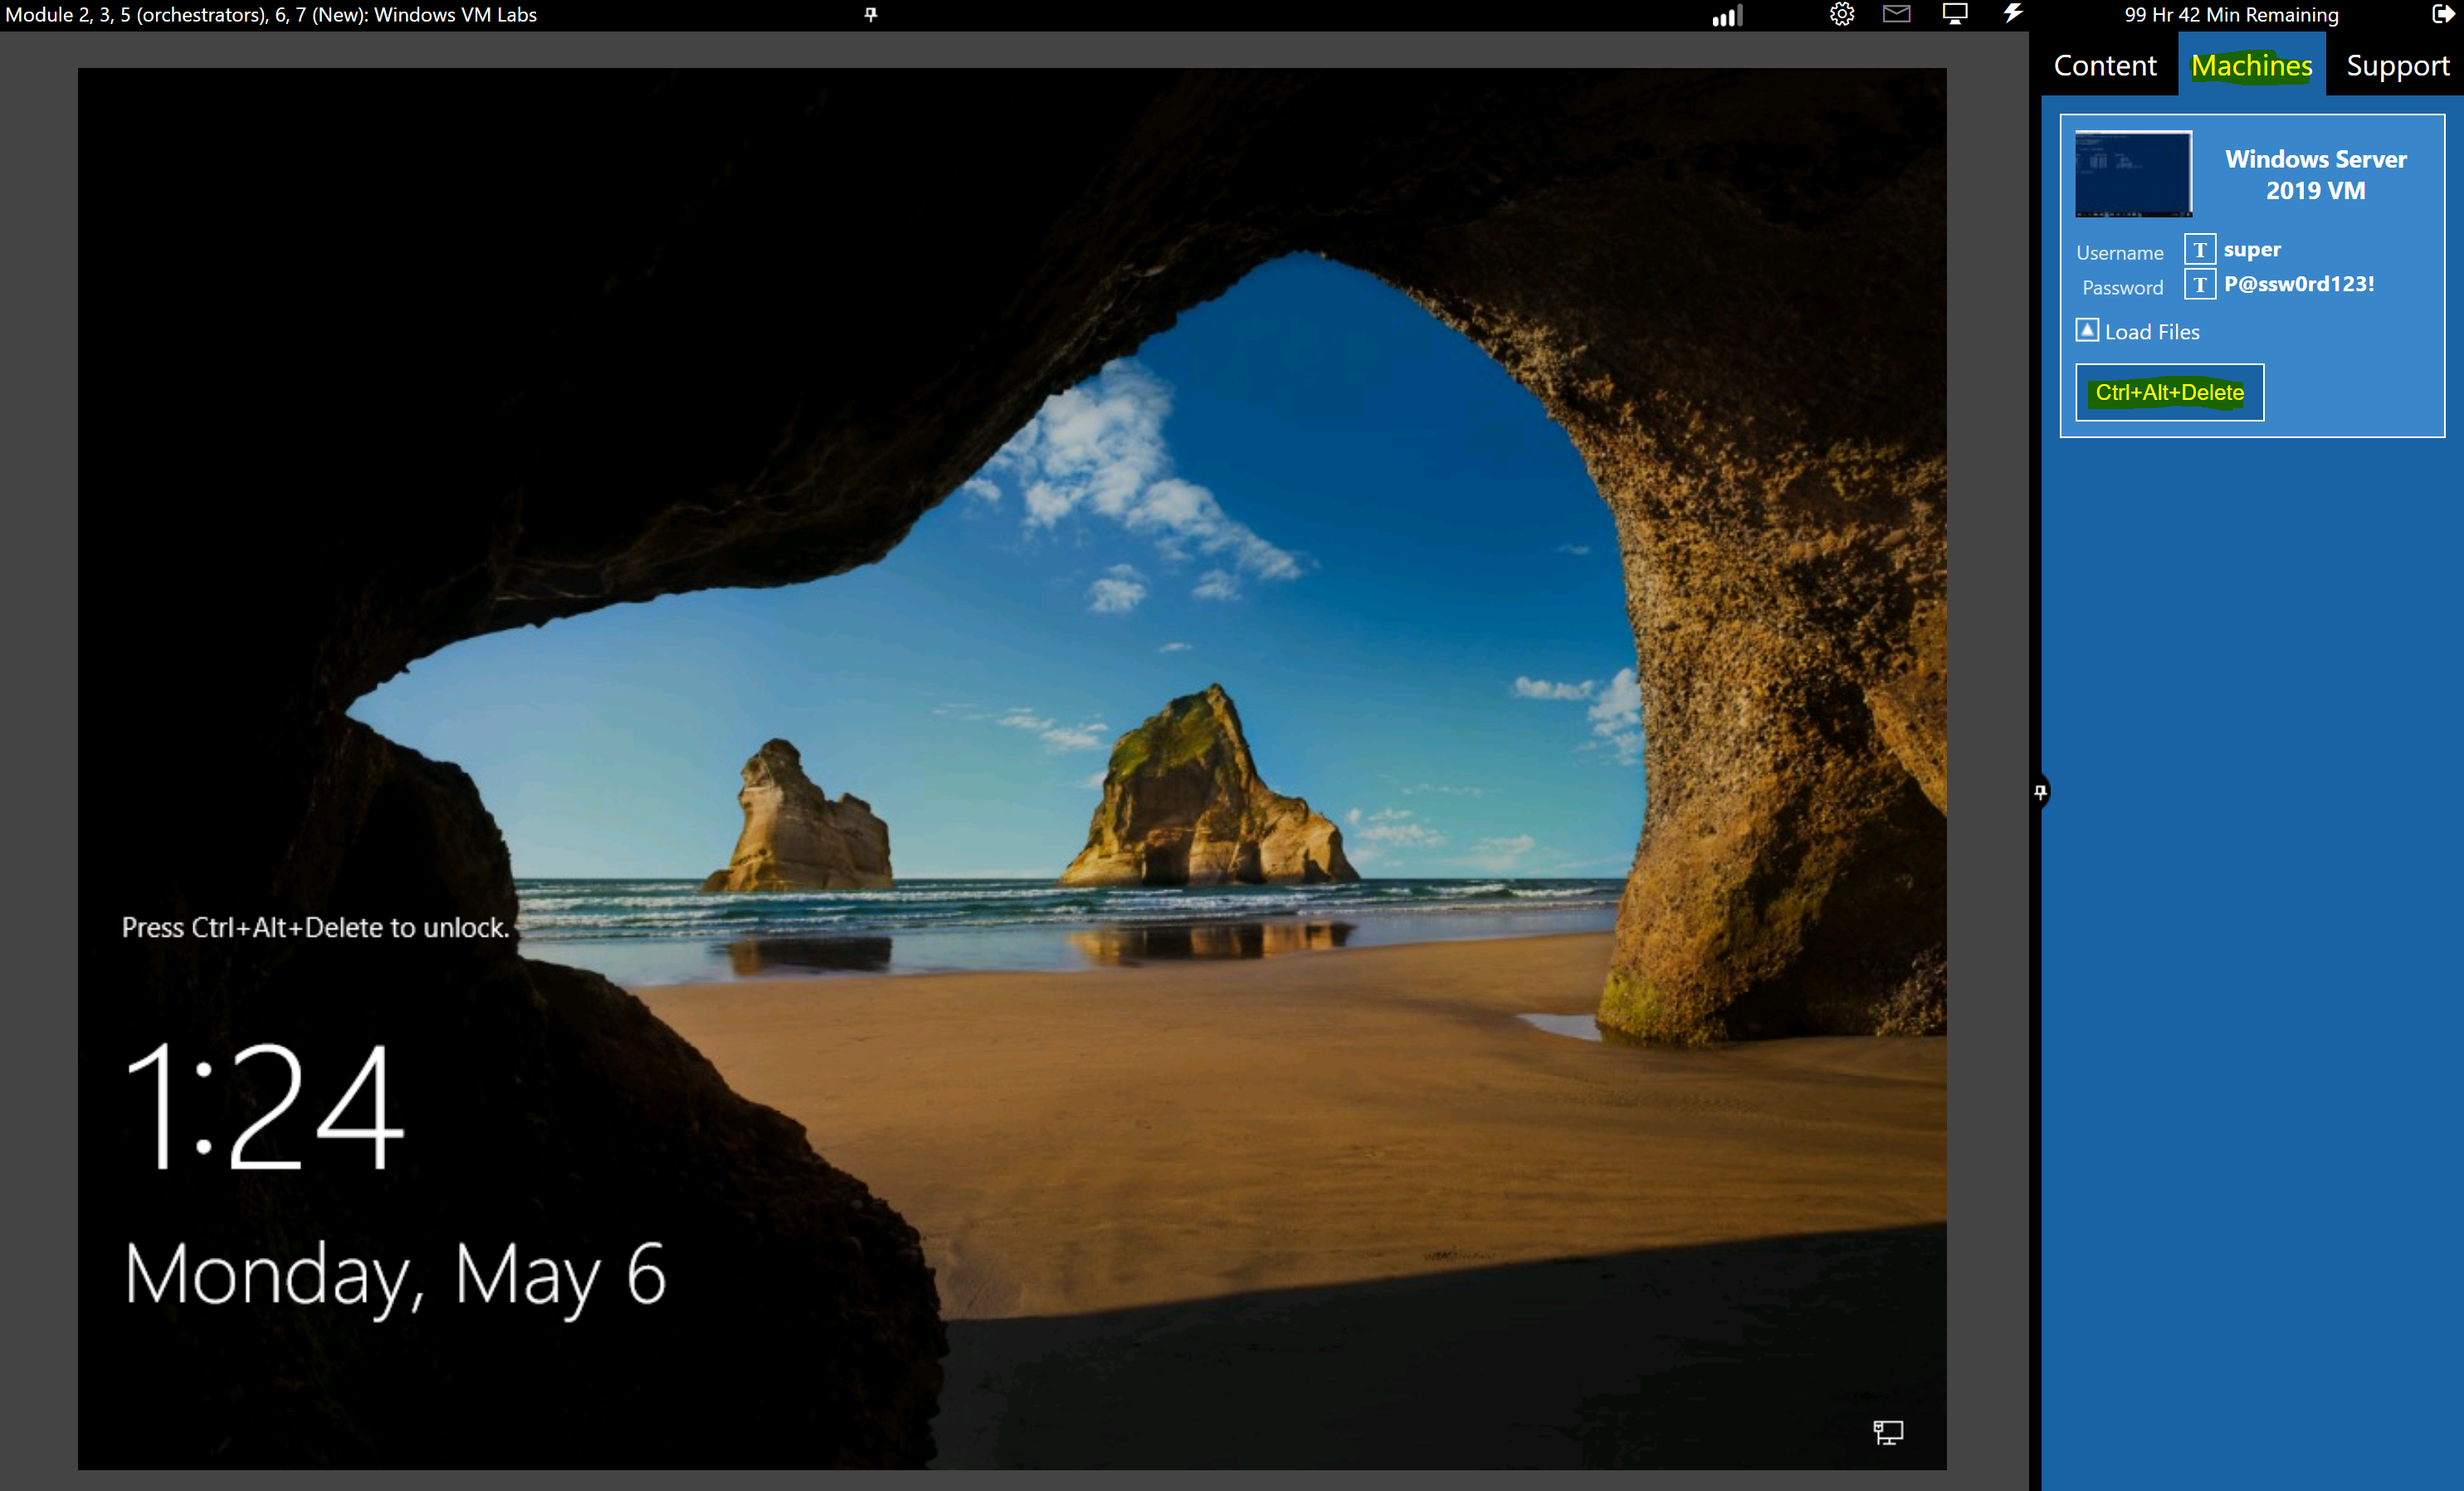 Module 2, 3, 5 (orchestrators), 6, 7 (New): Windows VM Labs
99 Hr 42 Min Remaining
Content
Machines
Support
Windows Server
2019 VM
Username T super
Password T P@ssw0rd123!
Load Files
Ctrl+Alt+Delete
Press Ctrl+Alt+Delete to unlock.
1:24
Monday, May 6